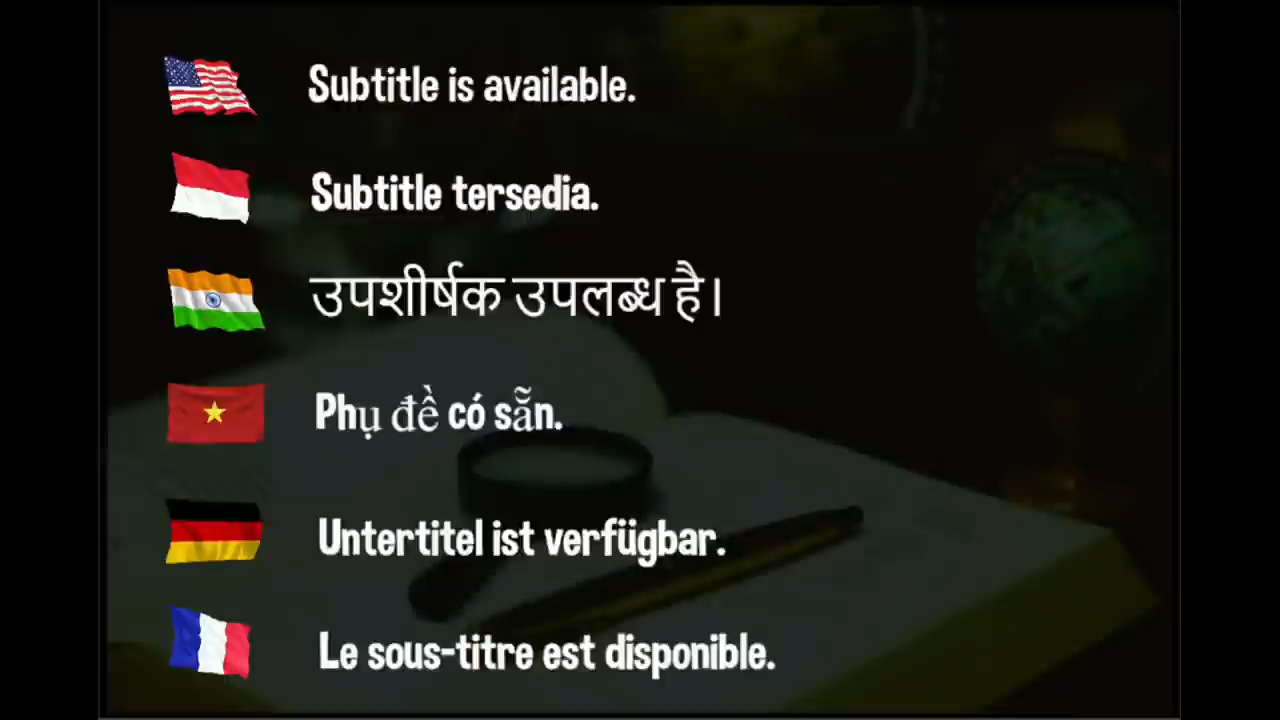 Subtitle is available.
Subtitle tersedia.
उपशीर्षक उपलब्ध है।
Phụ đề có sẵn.
Untertitel ist verfügbar.
Le sous-titre est disponible.